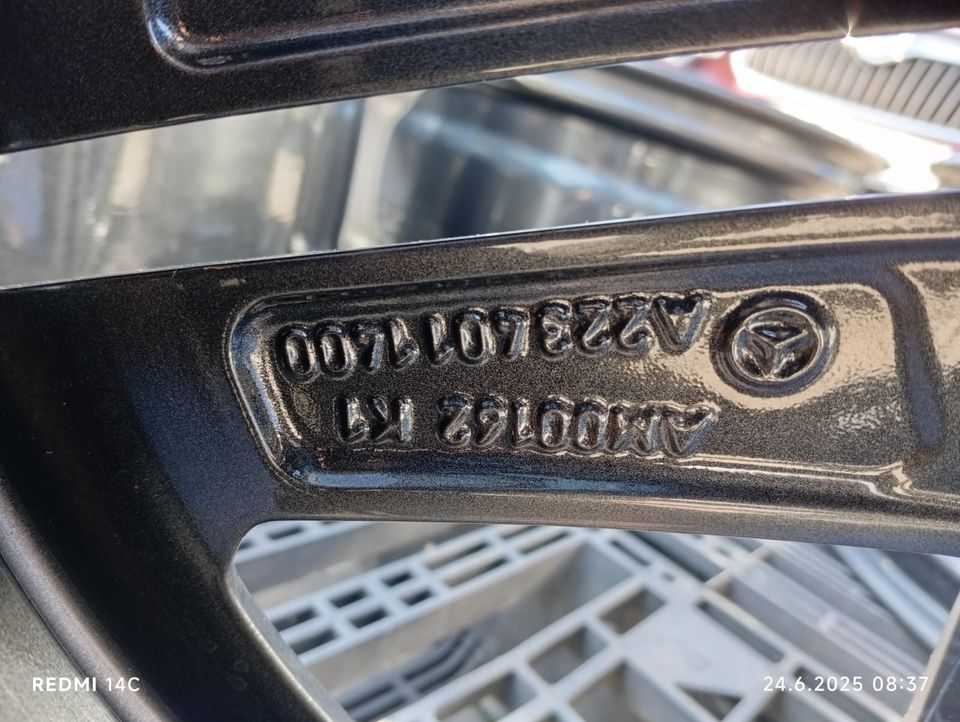 AM00162 K1
A2234011400
REDMI 14C
24.6.2025 08:37